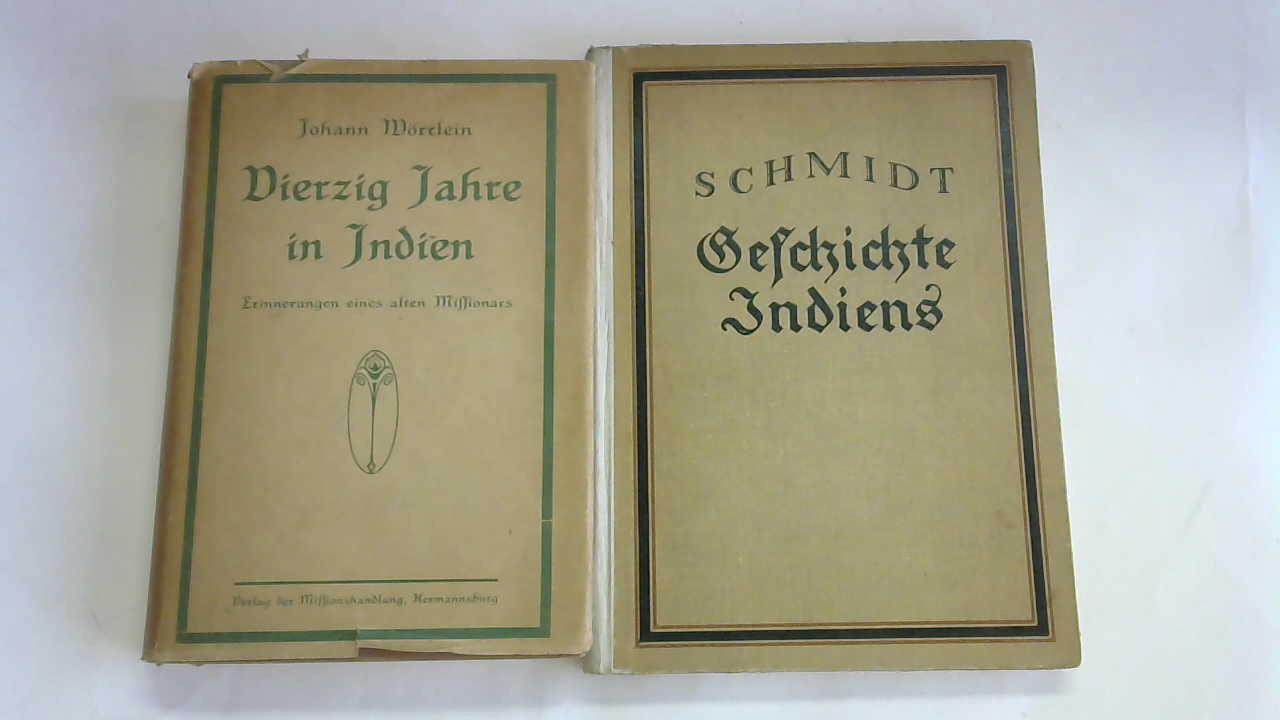 Johann Wörrlein
Vierzig Jahre
in Indien
Erinnerungen eines alten Missionars
Verlag der Missionshandlung, Hermannsburg
SCHMIDT
Geschichte
Indiens